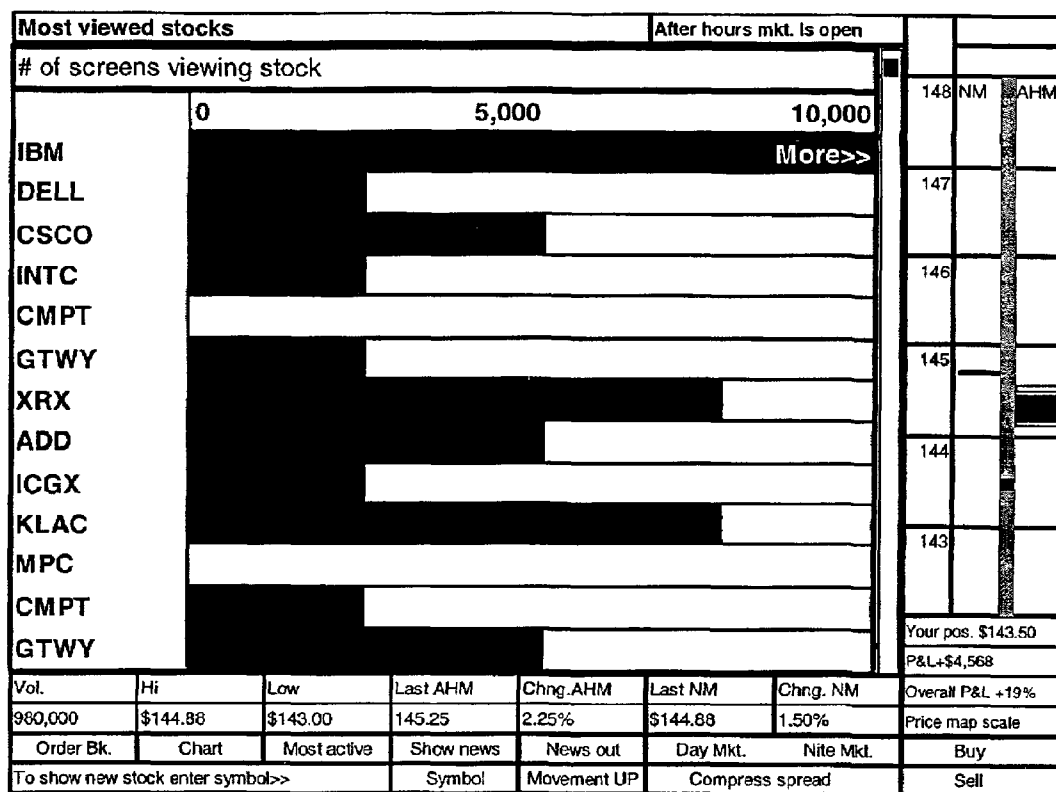 Most viewed stocks
After hours mkt. Is open
# of screens viewing stock
148 NM AHM
0 5,000 10,000
IBM More>>
DELL
147
CSCO
INTC
146
CMPT
GTWY
145
XRX
ADD
144
ICGX
KLAC
143
MPC
CMPT
GTWY
Your pos. $143.50
P&L+$4,568
Vol. Hi Low Last AHM Chng.AHM Last NM Chng. NM
Overall P&L +19%
980,000 $144.88 $143.00 145.25 2.25% $144.88 1.50%
Price map scale
Order Bk. Chart Most active Show news News out Day Mkt. Nite Mkt. Buy
To show new stock enter symbol>> Symbol Movement UP Compress spread Sell